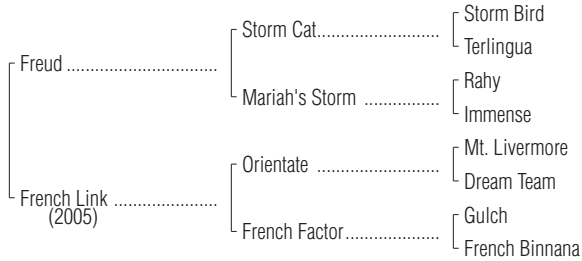 Storm Bird
Storm Cat..............................
Terlingua
Freud .....................................
Rahy
Mariah's Storm ..................
Immense
Mt. Livermore
Orientate ..............................
Dream Team
French Link .........................
(2005)
Gulch
French Factor.......................
French Binnana